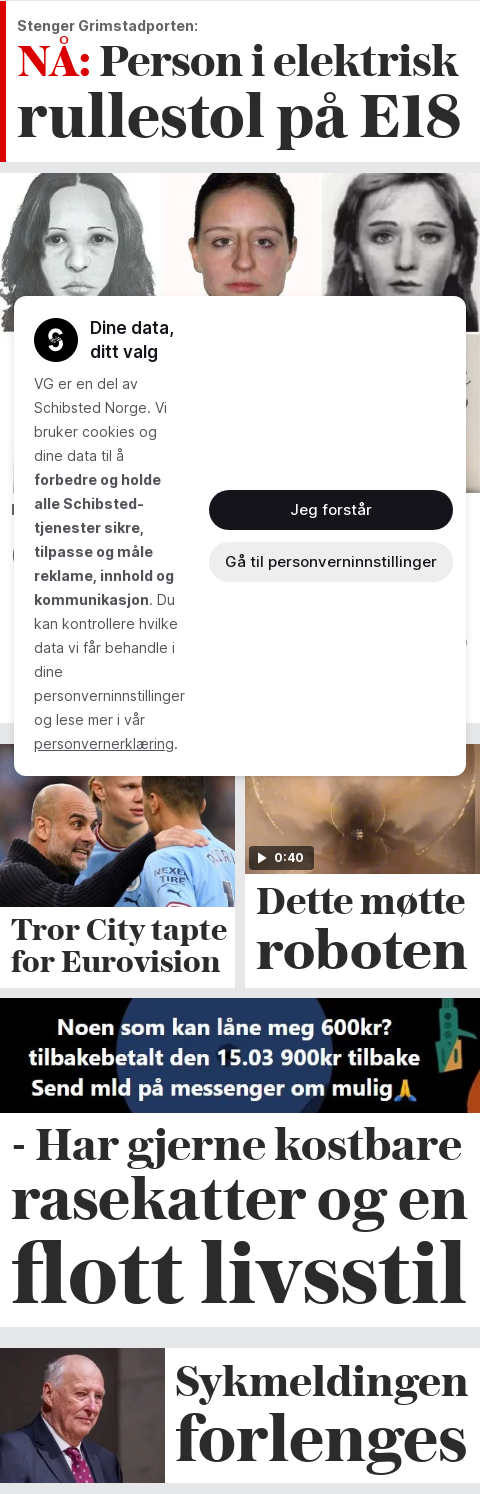 Stenger Grimstadporten:
NÅ: Person i elektrisk
rullestol på E18
Dine data,
ditt valg
VG er en del av
Schibsted Norge. Vi
bruker cookies og
dine data til å
forbedre og holde
alle Schibsted-
tjenester sikre,
tilpasse og måle
reklame, innhold og
kommunikasjon. Du
kan kontrollere hvilke
data vi får behandle i
dine
personverninnstillinger
og lese mer i vår
personvernerklæring.
Jeg forstår
Gå til personverninnstillinger
NEXEN
TIRE
Tror City tapte
for Eurovision
0:40
Dette møtte
roboten
Noen som kan låne meg 600kr?
tilbakebetalt den 15.03 900kr tilbake
Send mld på messenger om mulig🙏
- Har gjerne kostbare
rasekatter og en
flott livsstil
Sykmeldingen
forlenges